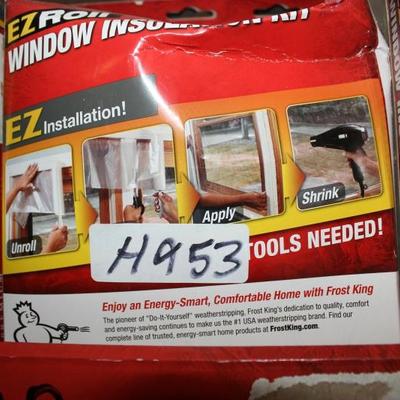 EZ Roll
WINDOW INSULATION KIT
EZ Installation!
Unroll
Apply
Shrink
H953
TOOLS NEEDED!
Enjoy an Energy-Smart, Comfortable Home with Frost King
The pioneer of "Do-It-Yourself" weatherstripping, Frost King's dedication to quality, comfort
and energy-saving continues to make us the #1 USA weatherstripping brand. Find our
complete line of trusted, energy-smart home products at FrostKing.com.